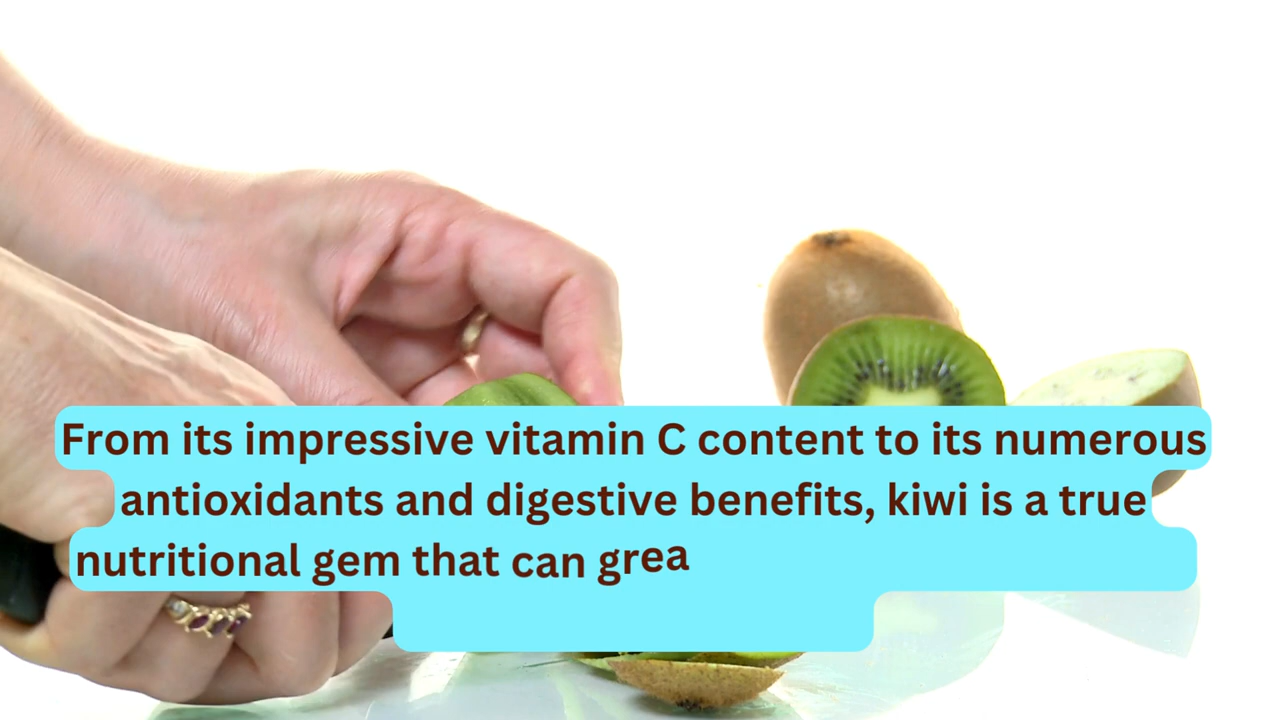 From its impressive vitamin C content to its numerous
antioxidants and digestive benefits, kiwi is a true
nutritional gem that can grea